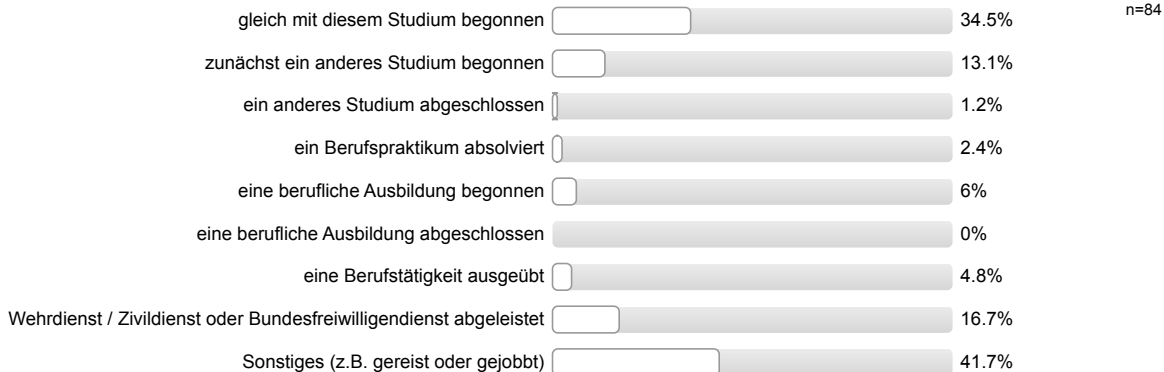 gleich mit diesem Studium begonnen 34.5% n=84
zunächst ein anderes Studium begonnen 13.1%
ein anderes Studium abgeschlossen 1.2%
ein Berufspraktikum absolviert 2.4%
eine berufliche Ausbildung begonnen 6%
eine berufliche Ausbildung abgeschlossen 0%
eine Berufstätigkeit ausgeübt 4.8%
Wehrdienst / Zivildienst oder Bundesfreiwilligendienst abgeleistet 16.7%
Sonstiges (z.B. gereist oder gejobbt) 41.7%